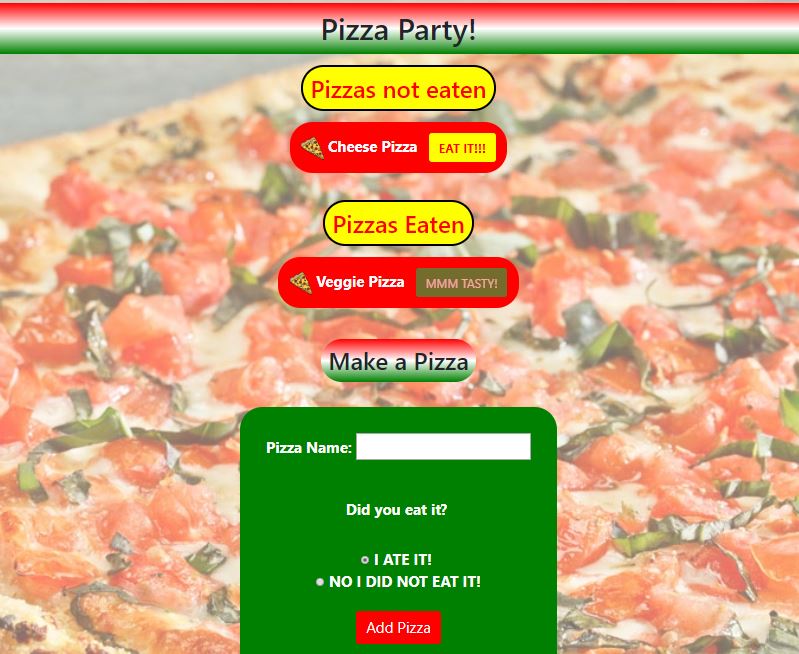 Pizza Party!
Pizzas not eaten
Cheese Pizza EAT IT!!!
Pizzas Eaten
Veggie Pizza MMM TASTY!
Make a Pizza
Pizza Name:
Did you eat it?
I ATE IT!
NO I DID NOT EAT IT!
Add Pizza